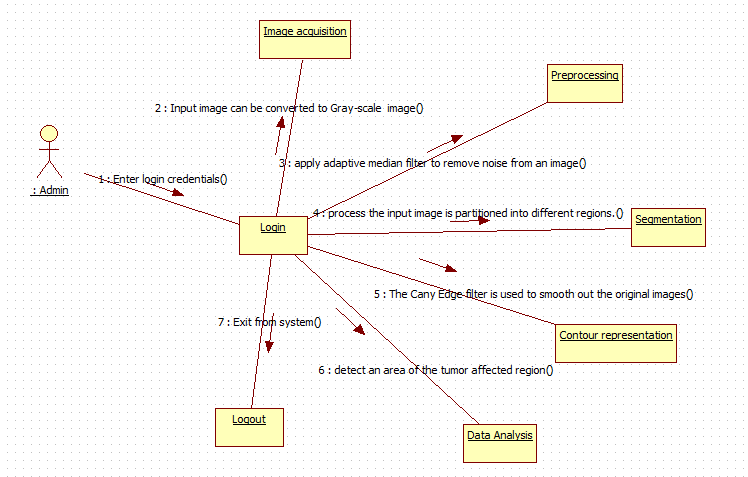 Image acquisition
Preprocessing
2 : Input image can be converted to Gray-scale  image()
3 : apply adaptive median filter to remove noise from an image()
1 : Enter login credentials()
: Admin
4 : process the input image is partitioned into different regions.()
Login
Segmentation
5 : The Cany Edge filter is used to smooth out the original images()
7 : Exit from system()
Contour representation
6 : detect an area of the tumor affected region()
Logout
Data Analysis